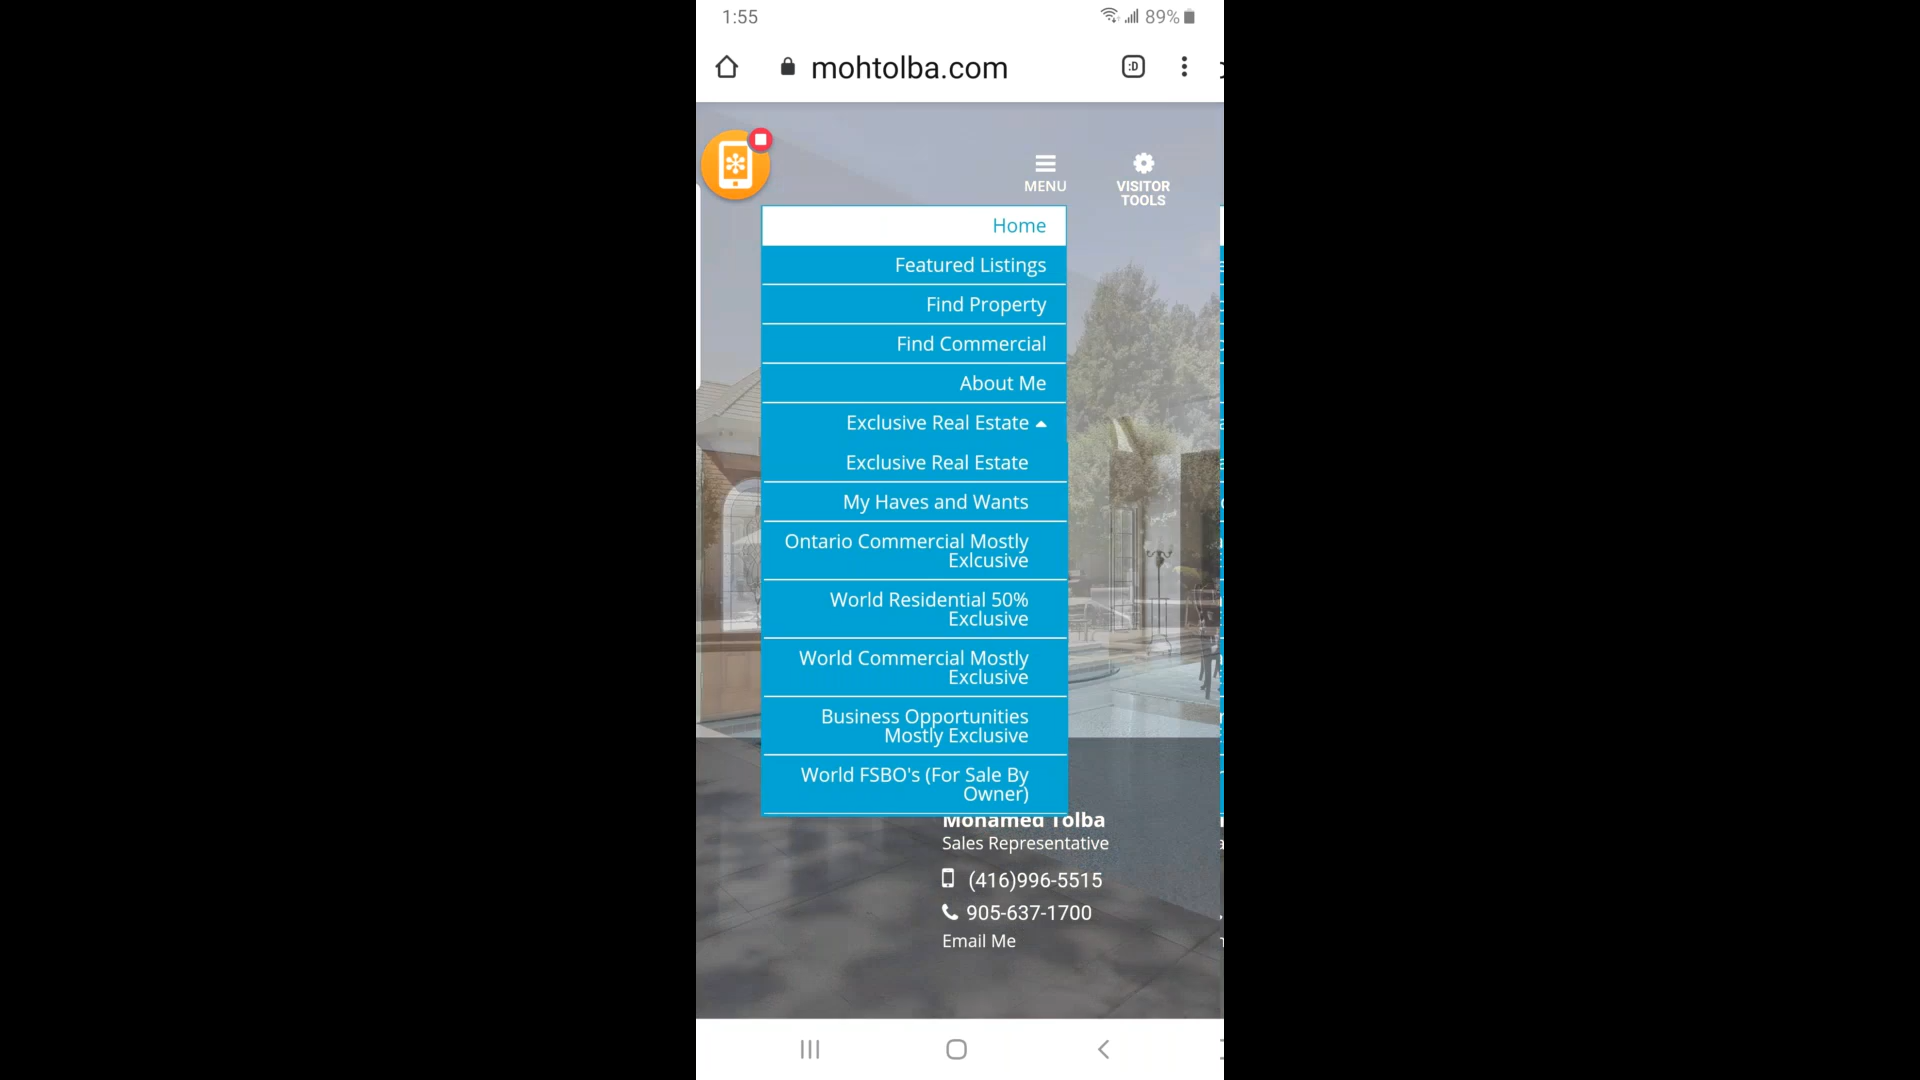 1:55
89%
mohtolba.com
:D
MENU
VISITOR
TOOLS
Home
Featured Listings
Find Property
Find Commercial
About Me
Exclusive Real Estate
Exclusive Real Estate
My Haves and Wants
Ontario Commercial Mostly
Exlcusive
World Residential 50%
Exclusive
World Commercial Mostly
Exclusive
Business Opportunities
Mostly Exclusive
World FSBO's (For Sale By
Owner)
Mohamed Tolba
Sales Representative
(416)996-5515
905-637-1700
Email Me